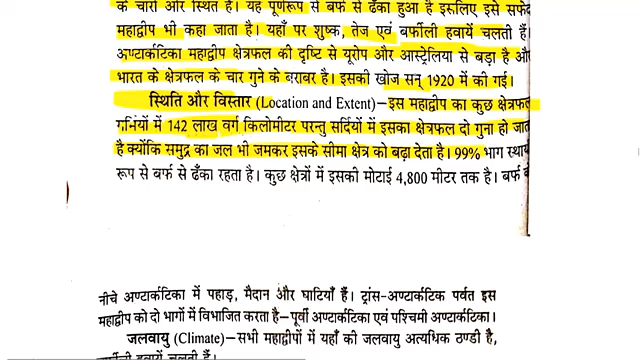 के चारों ओर स्थित है। यह पूर्णरूप से बर्फ से ढँका हुआ है इसलिए इसे सफेद
महाद्वीप भी कहा जाता है। यहाँ पर शुष्क, तेज एवं बर्फीली हवायें चलती हैं।
अण्टार्कटिका महाद्वीप क्षेत्रफल की दृष्टि से यूरोप और आस्ट्रेलिया से बड़ा है और
भारत के क्षेत्रफल के चार गुने के बराबर है। इसकी खोज सन् 1920 में की गई।
स्थिति और विस्तार (Location and Extent)–इस महाद्वीप का कुछ क्षेत्रफल
गर्मियों में 142 लाख वर्ग किलोमीटर परन्तु सर्दियों में इसका क्षेत्रफल दो गुना हो जात
है क्योंकि समुद्र का जल भी जमकर इसके सीमा क्षेत्र को बढ़ा देता है। 99% भाग स्थाय
रूप से बर्फ से ढँका रहता है। कुछ क्षेत्रों में इसकी मोटाई 4,800 मीटर तक है। बर्फ के
नीचे अण्टार्कटिका में पहाड़, मैदान और घाटियाँ हैं। ट्रांस-अण्टार्कटिक पर्वत इस
महाद्वीप को दो भागों में विभाजित करता है–पूर्वी अण्टार्कटिका एवं पश्चिमी अण्टार्कटिका।
जलवायु (Climate)–सभी महाद्वीपों में यहाँ की जलवायु अत्यधिक ठण्डी है,
हवायें चलती हैं।